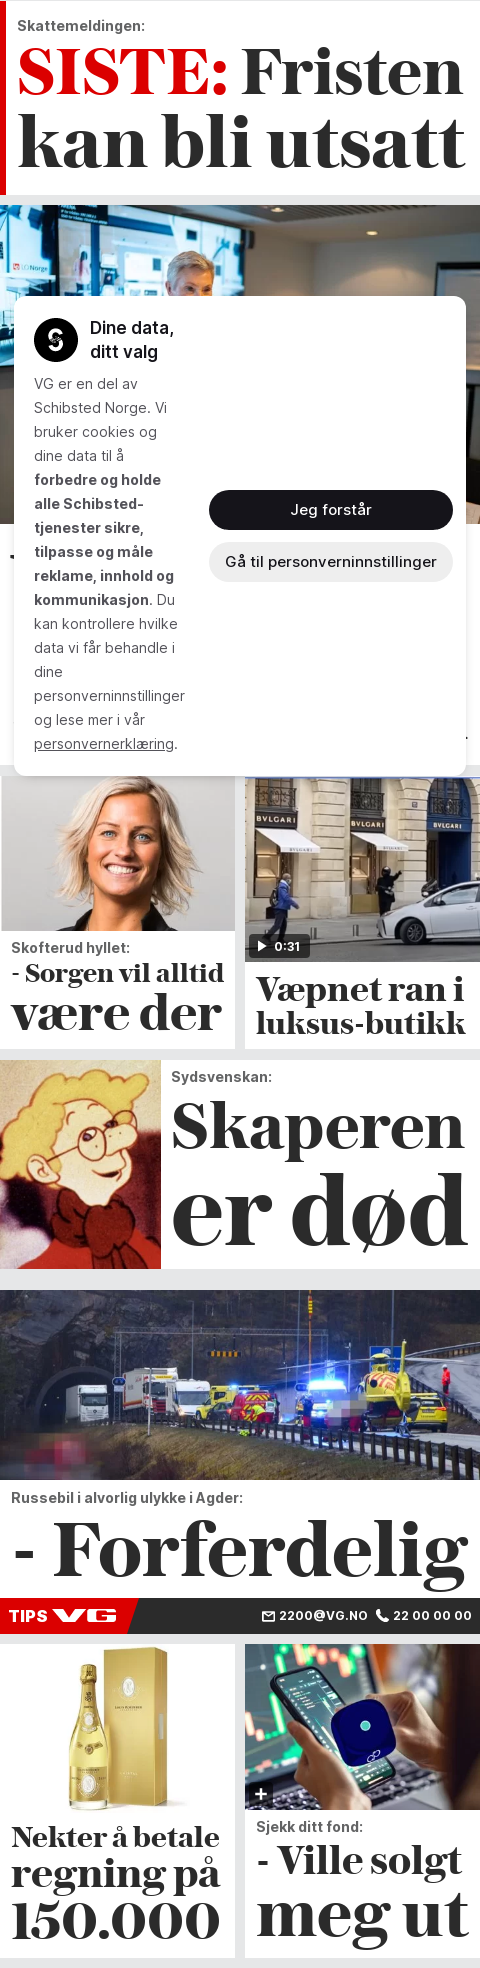 Skattemeldingen:
SISTE: Fristen
kan bli utsatt
Dine data,
ditt valg
VG er en del av
Schibsted Norge. Vi
bruker cookies og
dine data til å
forbedre og holde
alle Schibsted-
tjenester sikre,
tilpasse og måle
reklame, innhold og
kommunikasjon. Du
kan kontrollere hvilke
data vi får behandle i
dine
personverninnstillinger
og lese mer i vår
personvernerklæring.
Jeg forstår
Gå til personverninnstillinger
BVLGARI
BVLGARI
BVLGARI
0:31
Skofterud hyllet:
- Sorgen vil alltid
være der
Væpnet ran i
luksus-butikk
Sydsvenskan:
Skaperen
er død
Russebil i alvorlig ulykke i Agder:
- Forferdelig
TIPS VG
2200@VG.NO
22 00 00 00
Nekter å betale
regning på
150.000
Sjekk ditt fond:
- Ville solgt
meg ut